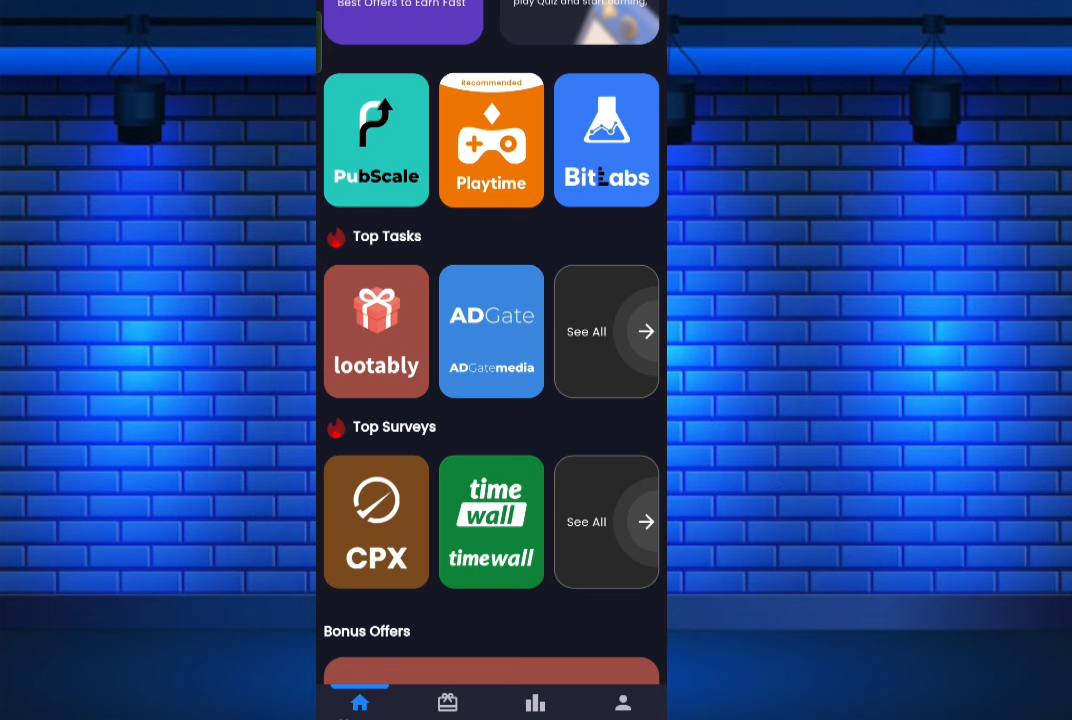 Best Offers to Earn Fast
play Quiz and start earning,
PubScale
Recommended
Playtime
BitLabs
Top Tasks
lootably
ADGate
ADGatemedia
See All
Top Surveys
CPX
time
wall
timewall
See All
Bonus Offers